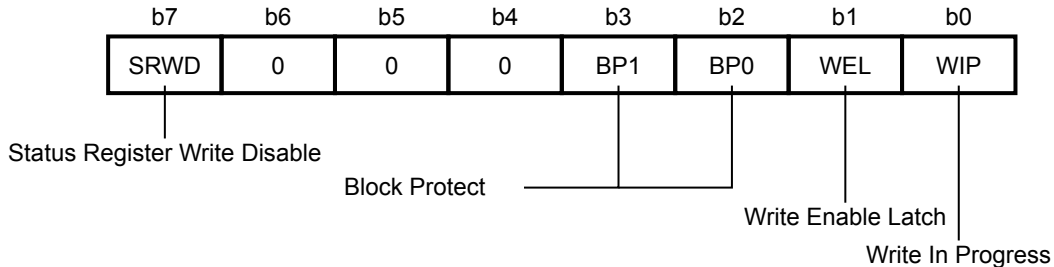 b7 b6 b5 b4 b3 b2 b1 b0
SRWD 0 0 0 BP1 BP0 WEL WIP
Status Register Write Disable
Block Protect
Write Enable Latch
Write In Progress